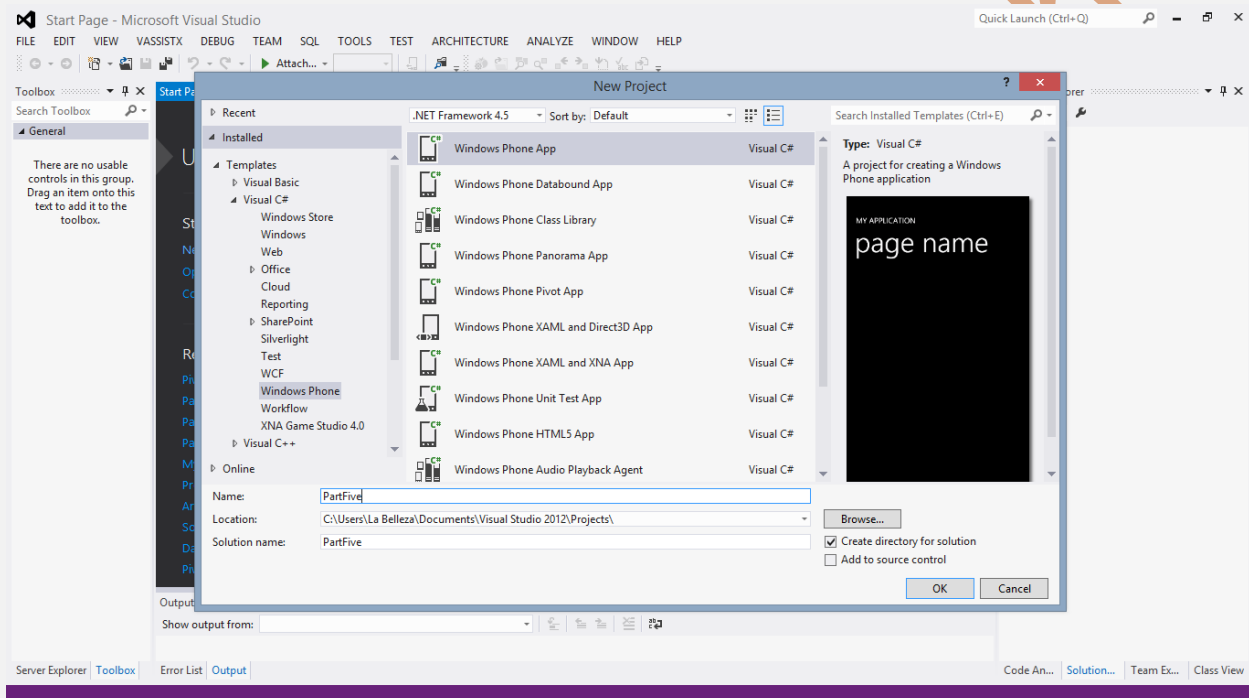 Start Page - Microsoft Visual Studio
Quick Launch (Ctrl+Q)
FILE EDIT VIEW VASSISTX DEBUG TEAM SQL TOOLS TEST ARCHITECTURE ANALYZE WINDOW HELP
Attach...
Toolbox
Start Pa
New Project
?
orer
Search Toolbox
General
There are no usable
controls in this group.
Drag an item onto this
text to add it to the
toolbox.
Recent
Installed
Templates
Visual Basic
Visual C#
Windows Store
Windows
Web
Office
Cloud
Reporting
SharePoint
Silverlight
Test
WCF
Windows Phone
Workflow
XNA Game Studio 4.0
Visual C++
Online
.NET Framework 4.5 Sort by: Default
Windows Phone App Visual C#
Windows Phone Databound App Visual C#
Windows Phone Class Library Visual C#
Windows Phone Panorama App Visual C#
Windows Phone Pivot App Visual C#
Windows Phone XAML and Direct3D App Visual C#
Windows Phone XAML and XNA App Visual C#
Windows Phone Unit Test App Visual C#
Windows Phone HTML5 App Visual C#
Windows Phone Audio Playback Agent Visual C#
Search Installed Templates (Ctrl+E)
Type: Visual C#
A project for creating a Windows
Phone application
MY APPLICATION
page name
Name: PartFive
Location: C:\Users\La Belleza\Documents\Visual Studio 2012\Projects\
Solution name: PartFive
Browse...
Create directory for solution
Add to source control
OK Cancel
Output
Show output from:
Server Explorer Toolbox Error List Output
Code An... Solution... Team Ex... Class View